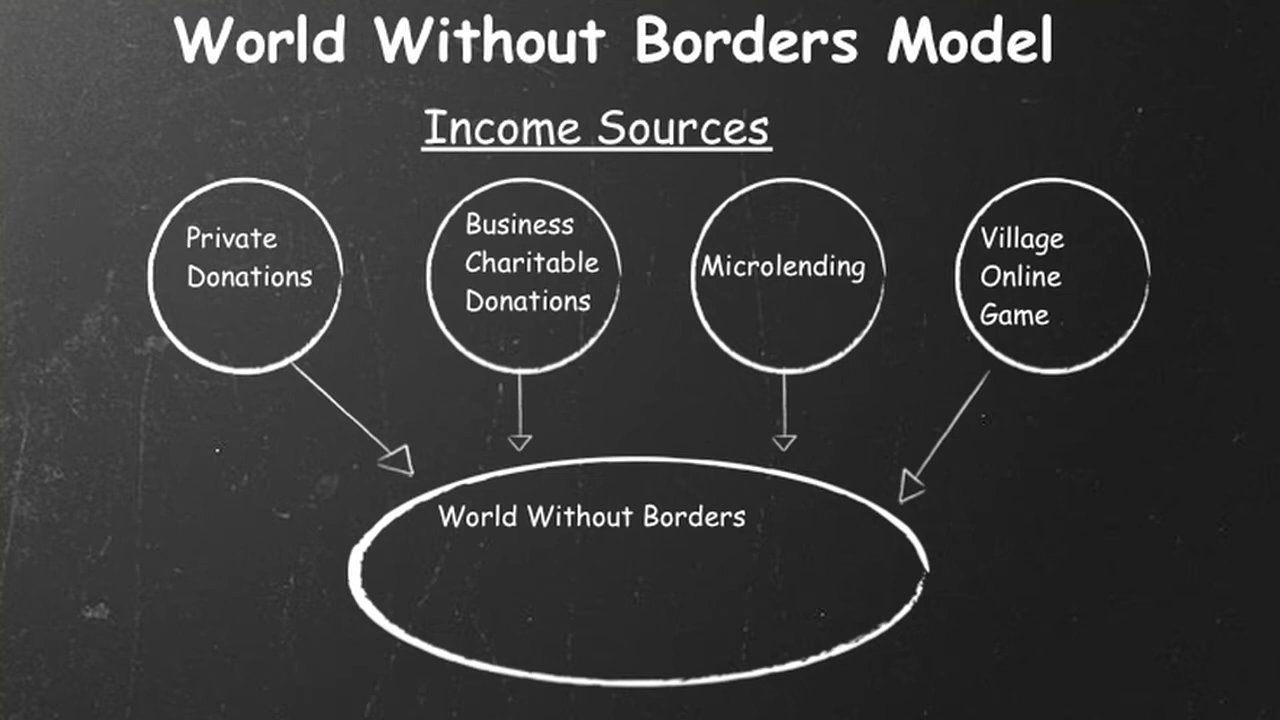 World Without Borders Model
Income Sources
Private
Donations
Business
Charitable
Donations
Microlending
Village
Online
Game
World Without Borders